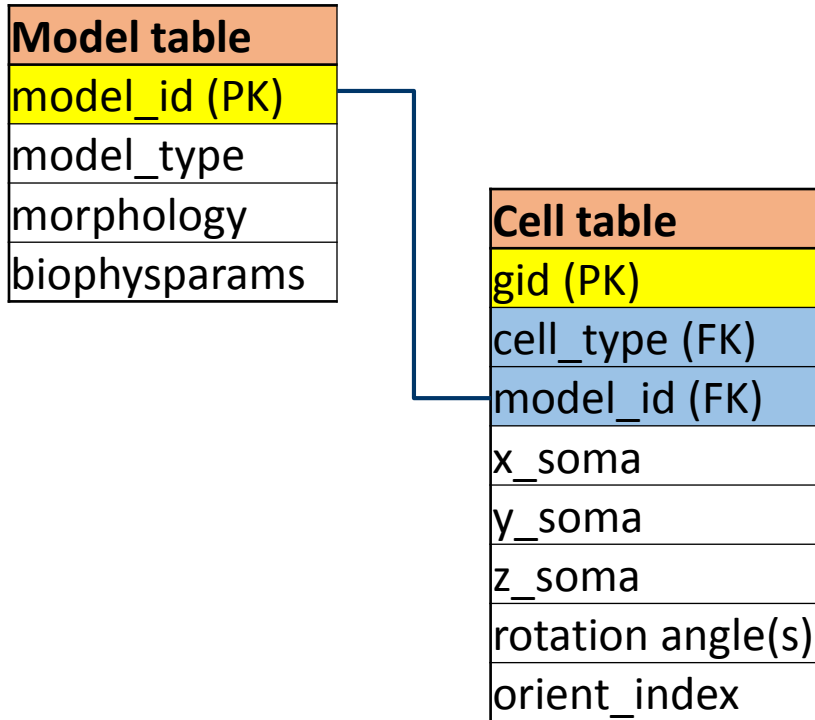 Model table
model_id (PK)
model_type
morphology
biophysparams
Cell table
gid (PK)
cell_type (FK)
model_id (FK)
x_soma
y_soma
z_soma
rotation angle(s)
orient_index